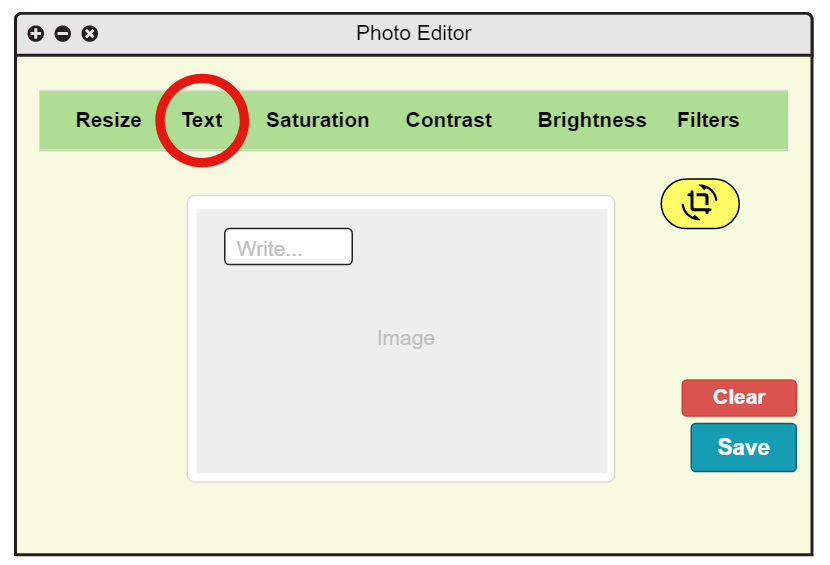 Photo Editor
Resize Text Saturation Contrast Brightness Filters
Write...
Image
Clear
Save